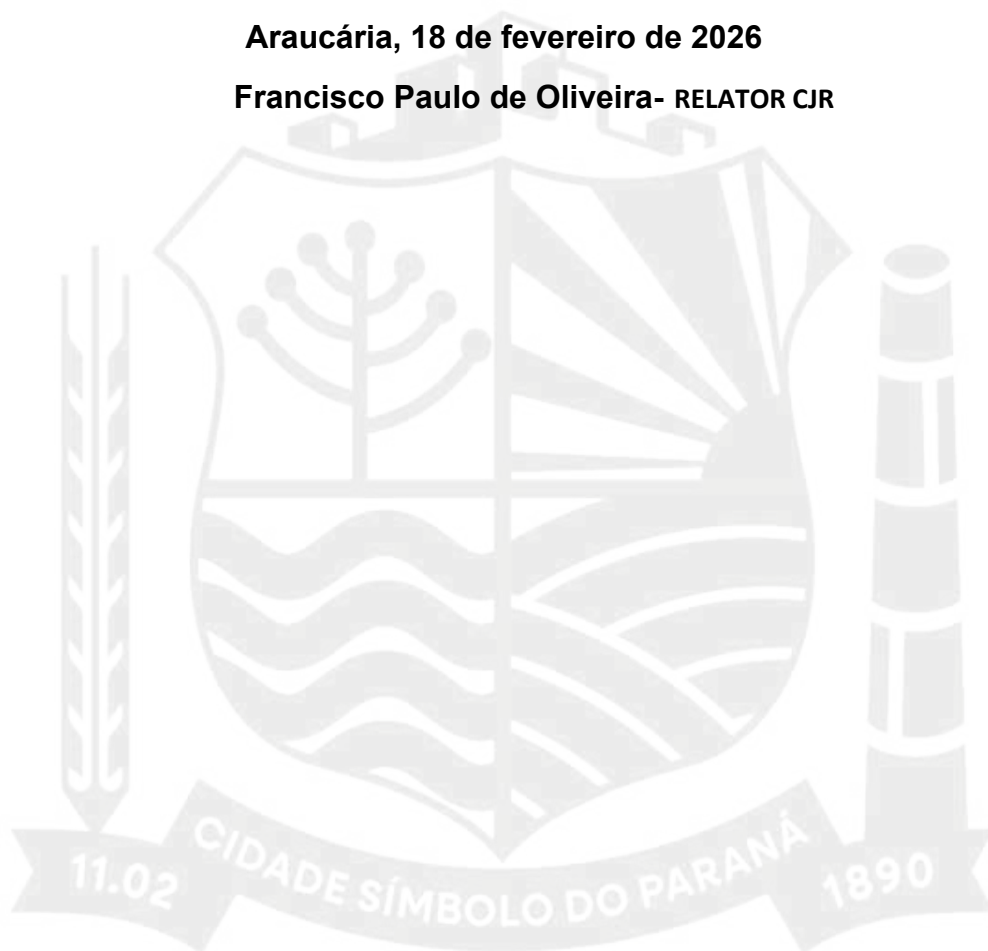 Araucária, 18 de fevereiro de 2026
Francisco Paulo de Oliveira- RELATOR CJR
CIDADE SÍMBOLO DO PARANÁ
11.02
1890